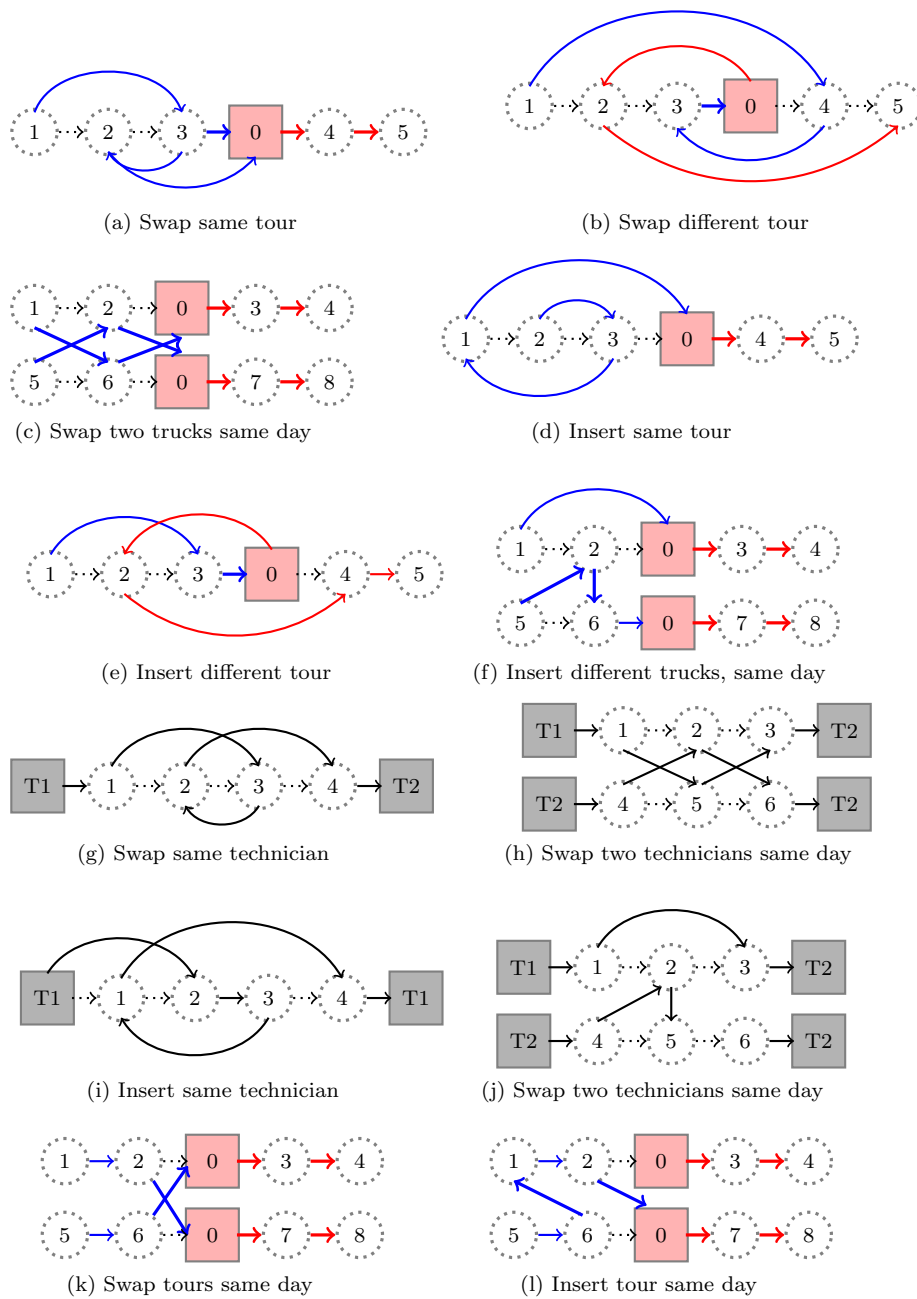 1 2 3 0 4 5
(a) Swap same tour
1 2 3 0 4 5
(b) Swap different tour
1 2 0 3 4
5 6 0 7 8
(c) Swap two trucks same day
1 2 3 0 4 5
(d) Insert same tour
1 2 3 0 4 5
(e) Insert different tour
1 2 0 3 4
5 6 0 7 8
(f) Insert different trucks, same day
T1 1 2 3 4 T2
(g) Swap same technician
T1 1 2 3 T2
T2 4 5 6 T2
(h) Swap two technicians same day
T1 1 2 3 4 T1
(i) Insert same technician
T1 1 2 3 T2
T2 4 5 6 T2
(j) Swap two technicians same day
1 2 0 3 4
5 6 0 7 8
(k) Swap tours same day
1 2 0 3 4
5 6 0 7 8
(l) Insert tour same day